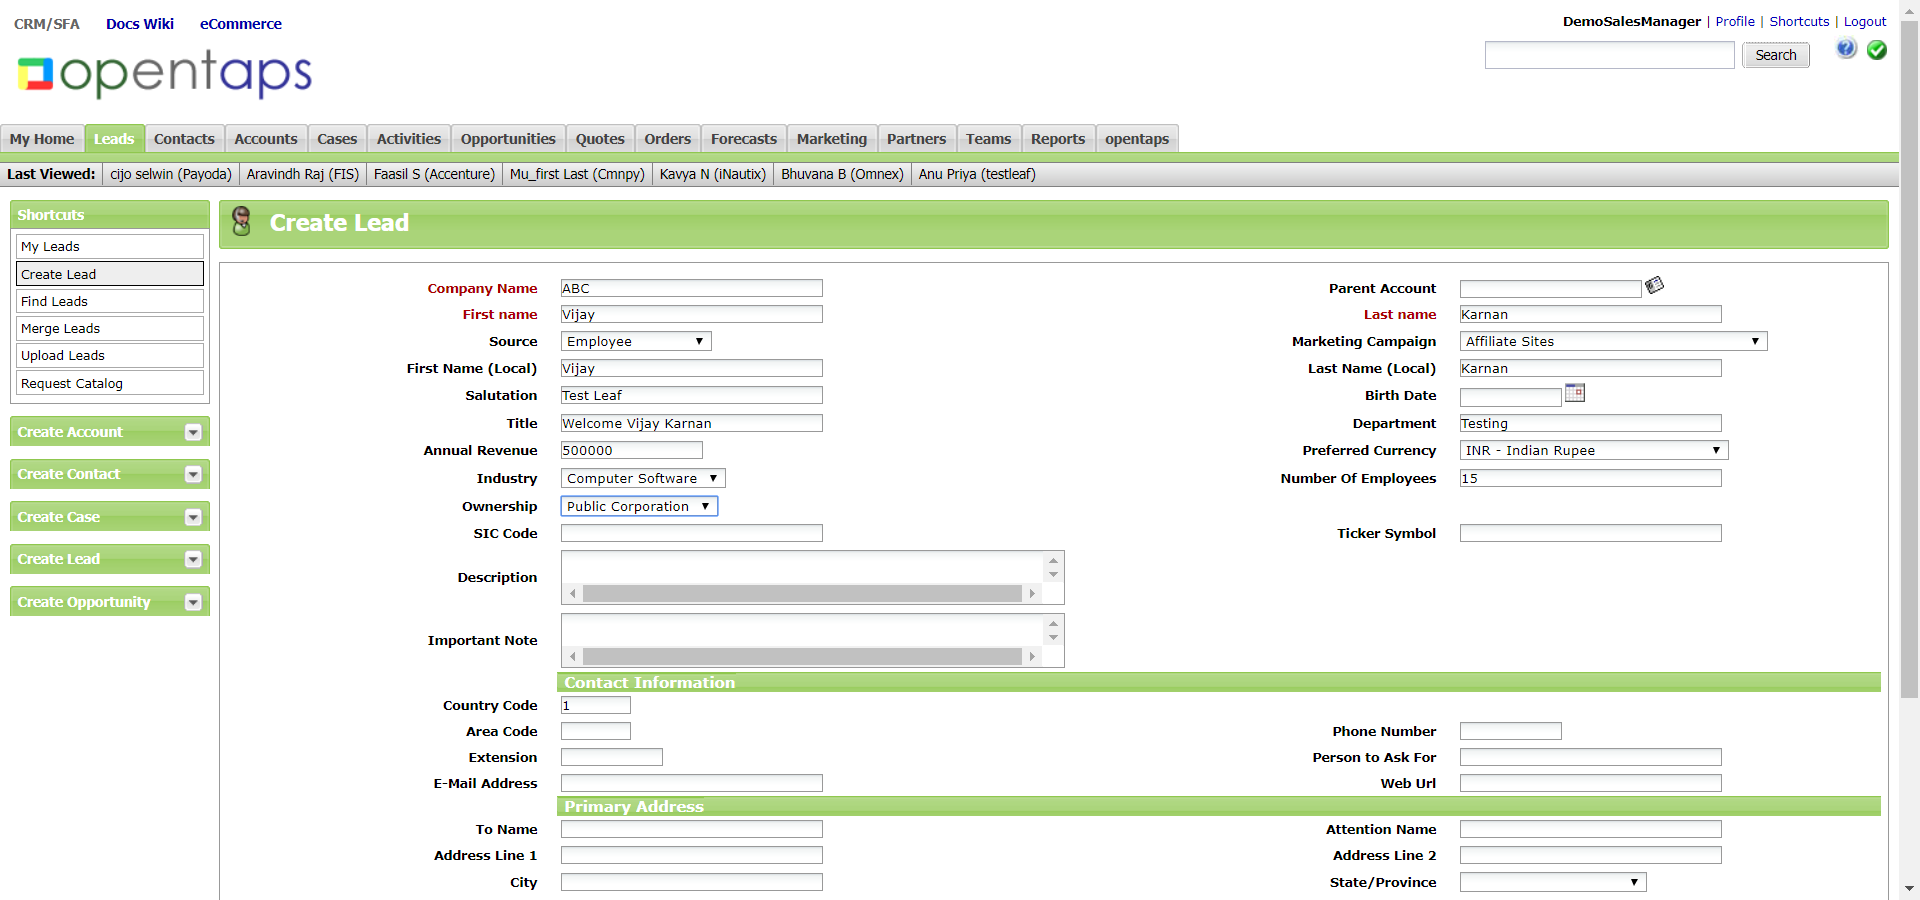 CRM/SFA Docs Wiki eCommerce
DemoSalesManager | Profile | Shortcuts | Logout
opentaps
Search
My Home Leads Contacts Accounts Cases Activities Opportunities Quotes Orders Forecasts Marketing Partners Teams Reports opentaps
Last Viewed: cijo selwin (Payoda) Aravindh Raj (FIS) Faasil S (Accenture) Mu_first Last (Cmnpy) Kavya N (iNautix) Bhuvana B (Omnex) Anu Priya (testleaf)
Shortcuts
My Leads
Create Lead
Find Leads
Merge Leads
Upload Leads
Request Catalog
Create Account
Create Contact
Create Case
Create Lead
Create Opportunity
Create Lead
Company Name ABC Parent Account
First name Vijay Last name Karnan
Source Employee Marketing Campaign Affiliate Sites
First Name (Local) Vijay Last Name (Local) Karnan
Salutation Test Leaf Birth Date
Title Welcome Vijay Karnan Department Testing
Annual Revenue 500000 Preferred Currency INR - Indian Rupee
Industry Computer Software Number Of Employees 15
Ownership Public Corporation
SIC Code Ticker Symbol
Description
Important Note
Contact Information
Country Code 1
Area Code Phone Number
Extension Person to Ask For
E-Mail Address Web Url
Primary Address
To Name Attention Name
Address Line 1 Address Line 2
City State/Province